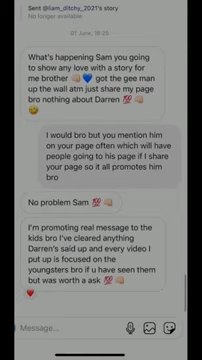 Sent @liam_ditchy_2021's story
No longer available
01 June, 16:25
What's happening Sam you going
to show any love with a story for
me brother 👊🏻💙 got the gee man
up the wall atm just share my page
bro nothing about Darren 💯👊🏻
🤣
I would bro but you mention him
on your page often which will have
people going to his page if I share
your page so it all promotes him
bro
No problem Sam 💯👊🏻
I'm promoting real message to the
kids bro I've cleared anything
Darren's said up and every video I
put up is focused on the
youngsters bro if u have seen them
but was worth a ask 💯👊🏻
❤️
Message...